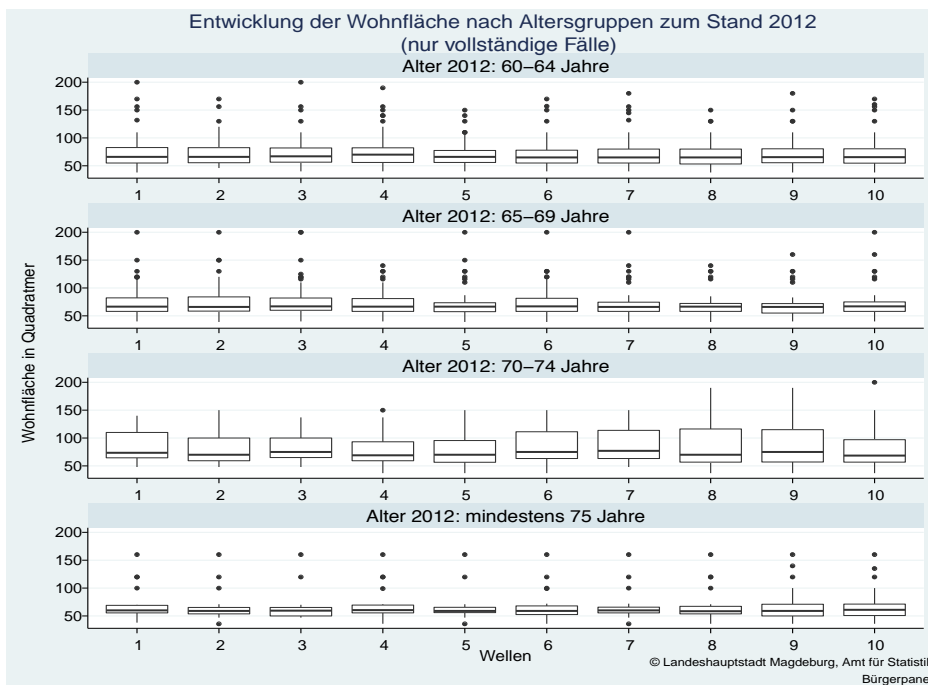 Entwicklung der Wohnfläche nach Altersgruppen zum Stand 2012
(nur vollständige Fälle)
Alter 2012: 60–64 Jahre
200
150
100
50
1 2 3 4 5 6 7 8 9 10
Alter 2012: 65–69 Jahre
200
150
100
50
1 2 3 4 5 6 7 8 9 10
Alter 2012: 70–74 Jahre
200
150
100
50
1 2 3 4 5 6 7 8 9 10
Alter 2012: mindestens 75 Jahre
200
150
100
50
1 2 3 4 5 6 7 8 9 10
Wohnfläche in Quadratmer
Wellen
© Landeshauptstadt Magdeburg, Amt für Statistik
Bürgerpane